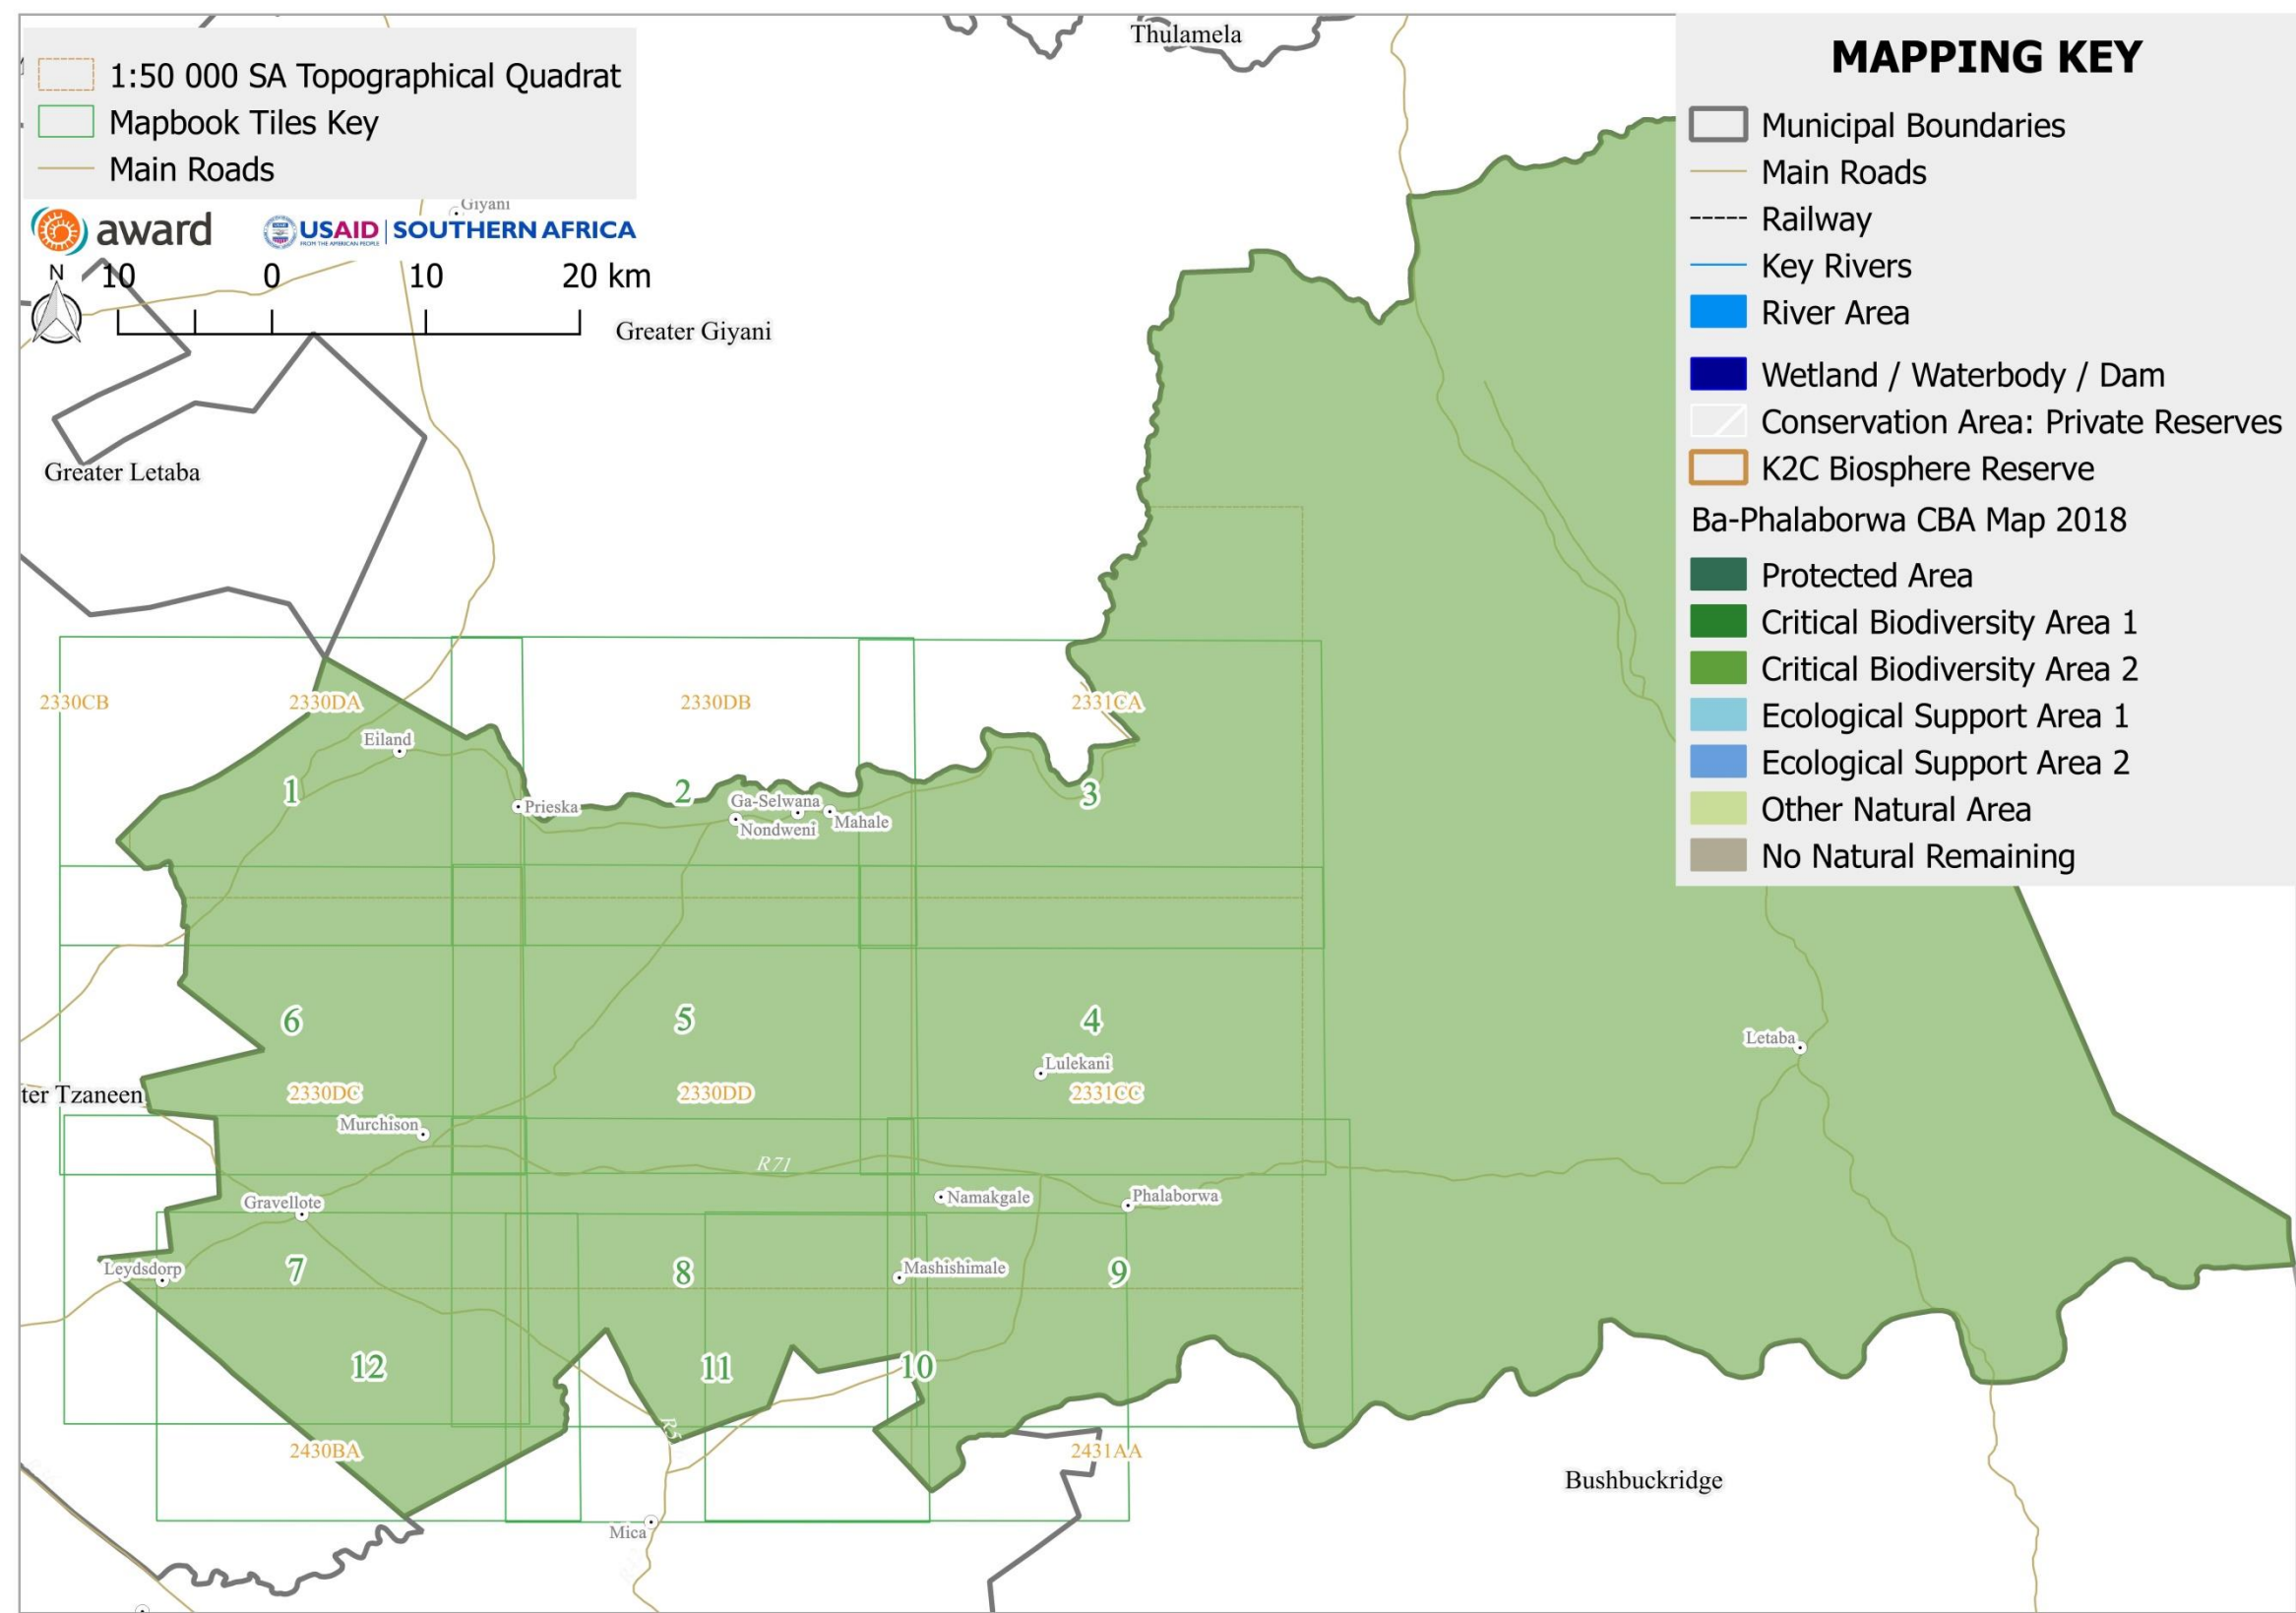 Thulamela
1:50 000 SA Topographical Quadrat
Mapbook Tiles Key
Main Roads
Giyani
award
USAID SOUTHERN AFRICA
FROM THE AMERICAN PEOPLE
N
10 0 10 20 km
Greater Giyani
Greater Letaba
MAPPING KEY
Municipal Boundaries
Main Roads
Railway
Key Rivers
River Area
Wetland / Waterbody / Dam
Conservation Area: Private Reserves
K2C Biosphere Reserve
Ba-Phalaborwa CBA Map 2018
Protected Area
Critical Biodiversity Area 1
Critical Biodiversity Area 2
Ecological Support Area 1
Ecological Support Area 2
Other Natural Area
No Natural Remaining
2330CB 2330DA 2330DB 2331CA
Eiland
1 2 3
Prieska
Ga-Selwana
Nondweni
Mahale
6 5 4
Letaba
Lulekani
ter Tzaneen
2330DC 2330DD 2331CC
Murchison
R71
Gravellote
Namakgale
Phalaborwa
Leydsdorp
7 8 9
Mashishimale
12 11 10
2430BA 2431AA
Bushbuckridge
Mica